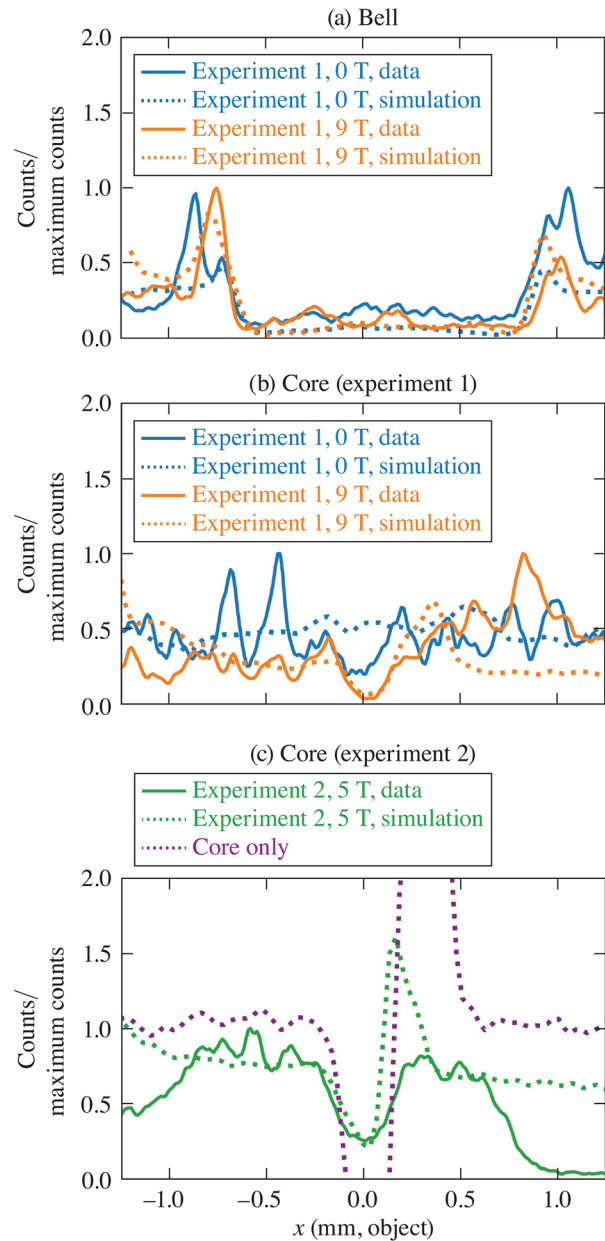 (a) Bell
2.0
Experiment 1, 0 T, data
Experiment 1, 0 T, simulation
1.5
Experiment 1, 9 T, data
Experiment 1, 9 T, simulation
Counts/
maximum counts
1.0
0.5
0.0
(b) Core (experiment 1)
2.0
Experiment 1, 0 T, data
Experiment 1, 0 T, simulation
1.5
Experiment 1, 9 T, data
Experiment 1, 9 T, simulation
Counts/
maximum counts
1.0
0.5
0.0
(c) Core (experiment 2)
Experiment 2, 5 T, data
Experiment 2, 5 T, simulation
Core only
2.0
1.5
Counts/
maximum counts
1.0
0.5
0.0
–1.0 –0.5 0.0 0.5 1.0
x (mm, object)